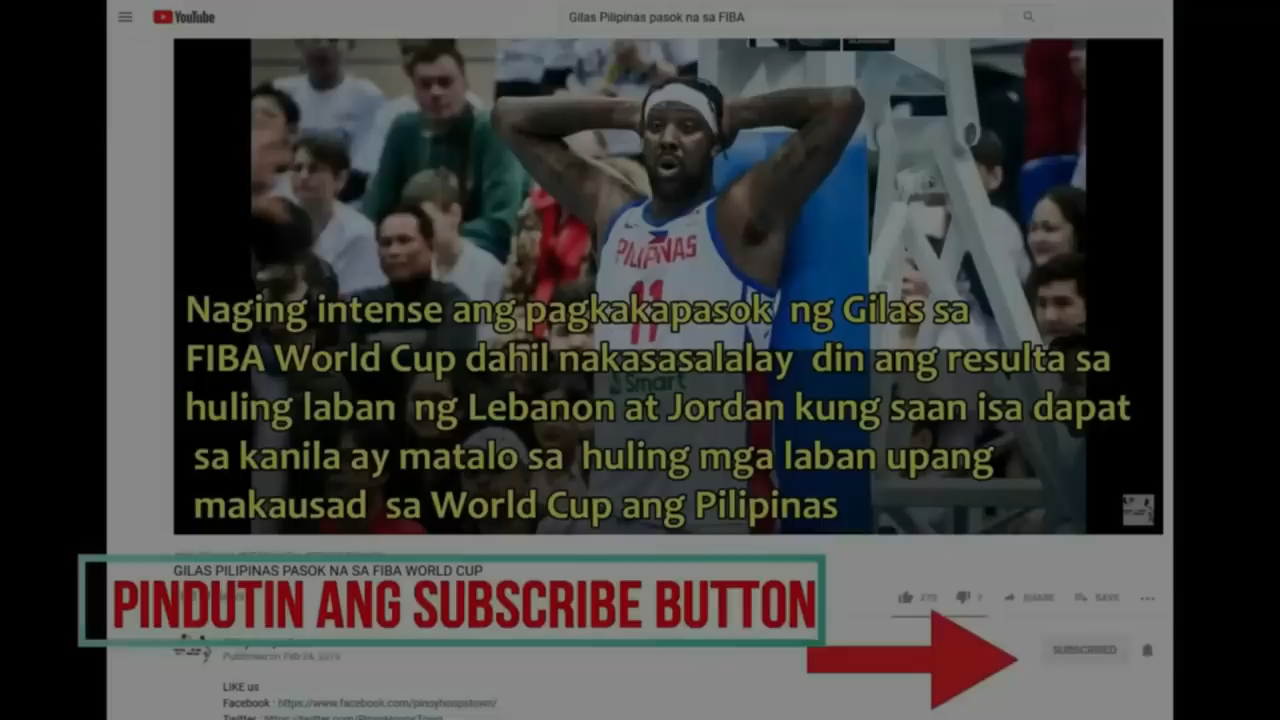 YouTube
Gilas Pilipinas pasok na sa FIBA
PILIPINAS
11
Smart
Naging intense ang pagkakapasok ng Gilas sa
FIBA World Cup dahil nakasasalalay din ang resulta sa
huling laban ng Lebanon at Jordan kung saan isa dapat
sa kanila ay matalo sa huling mga laban upang
makausad sa World Cup ang Pilipinas
GILAS PILIPINAS PASOK NA SA FIBA WORLD CUP
PINDUTIN ANG SUBSCRIBE BUTTON
SHARE
SAVE
SUBSCRIBED
Published on Feb 24, 2019
LIKE us
Facebook : https://www.facebook.com/pinoyhoopstown/